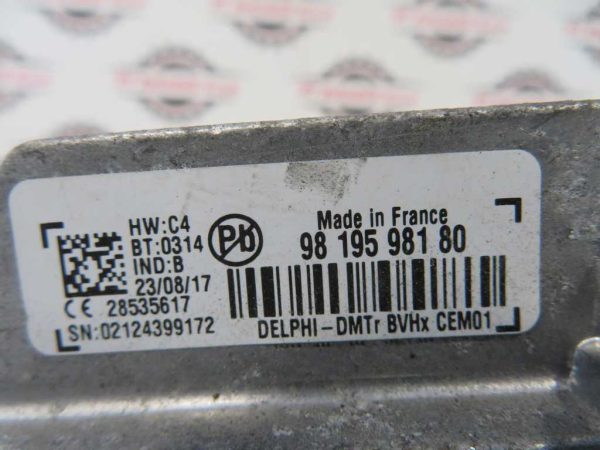 HW:C4
BT:0314
IND:B
23/08/17
CE 28535617
SN:02124399172
Pb
Made in France
98 195 981 80
DELPHI-DMTr BVHx CEM01